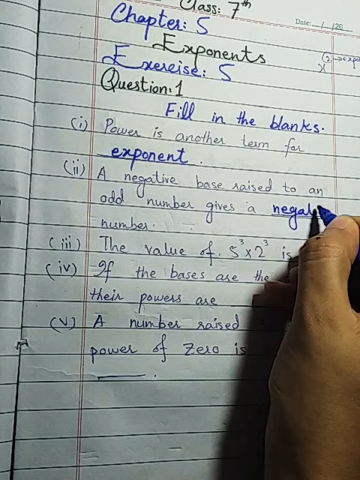 Class: 7th
Date: / /20
Chapter: 5
Exponents
Exercise: 5
Question: 1
Fill in the blanks.
(i) Power is another term for
exponent.
(ii) A negative base raised to an
odd number gives a
number.
(iii) The value of 5³ x 2³ is
(iv) If the bases are the
their powers are
(v) A number raised
power of Zero is
.